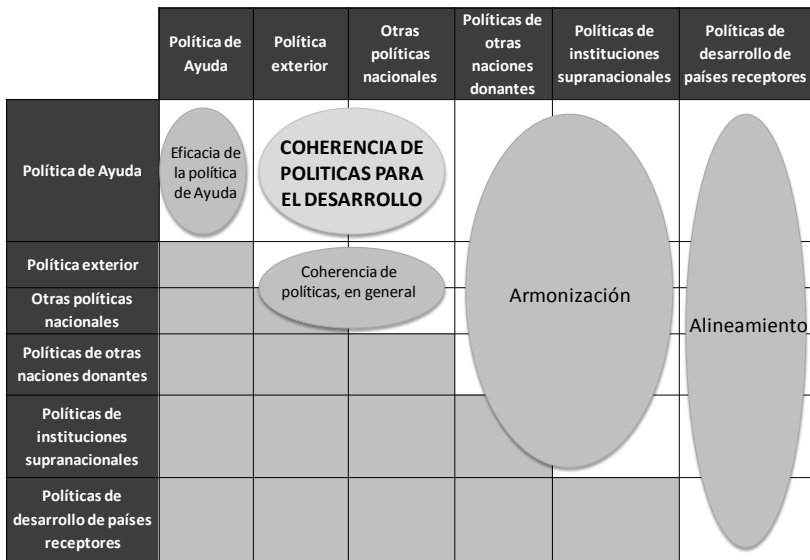 Política de
Ayuda
Política
exterior
Otras
políticas
nacionales
Políticas de
otras
naciones
donantes
Políticas de
instituciones
supranacionales
Políticas de
desarrollo de
países receptores
Política de Ayuda
Eficacia de
la política
de Ayuda
COHERENCIA DE
POLITICAS PARA
EL DESARROLLO
Política exterior
Otras políticas
nacionales
Coherencia de
políticas, en general
Armonización
Alineamiento
Políticas de otras
naciones donantes
Políticas de
instituciones
supranacionales
Políticas de
desarrollo de países
receptores